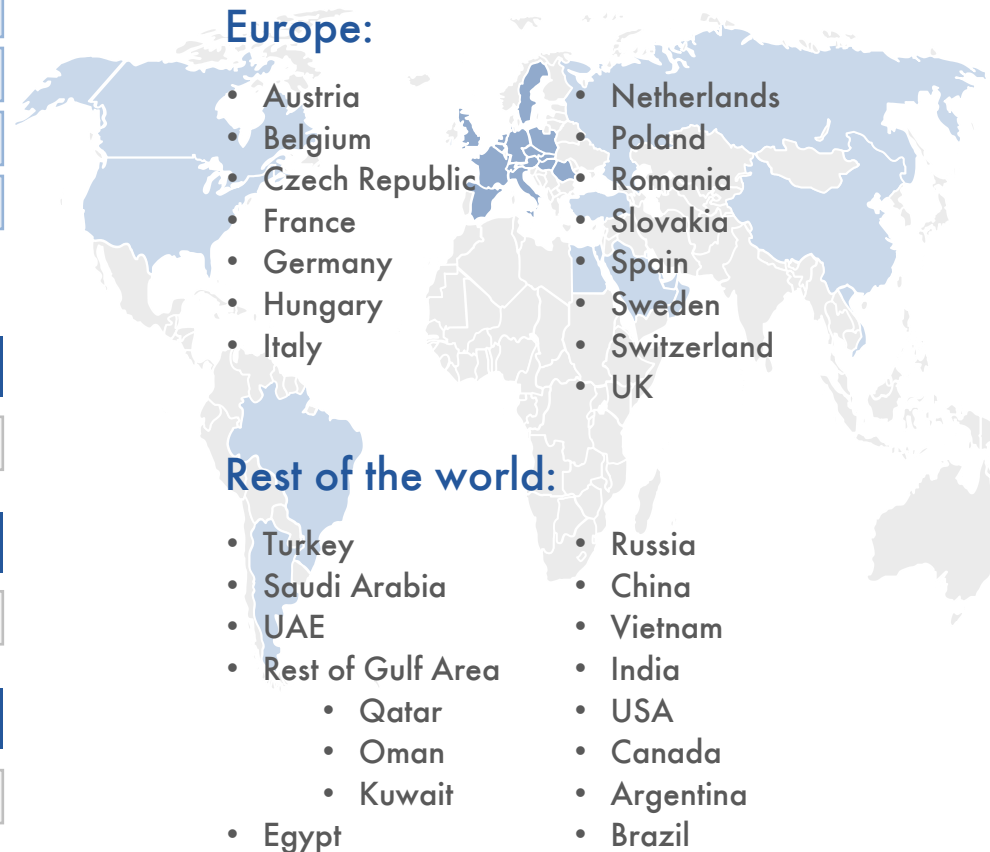 Europe:
• Austria
• Belgium
• Czech Republic
• France
• Germany
• Hungary
• Italy
• Netherlands
• Poland
• Romania
• Slovakia
• Spain
• Sweden
• Switzerland
• UK
Rest of the world:
• Turkey
• Saudi Arabia
• UAE
• Rest of Gulf Area
• Qatar
• Oman
• Kuwait
• Egypt
• Russia
• China
• Vietnam
• India
• USA
• Canada
• Argentina
• Brazil